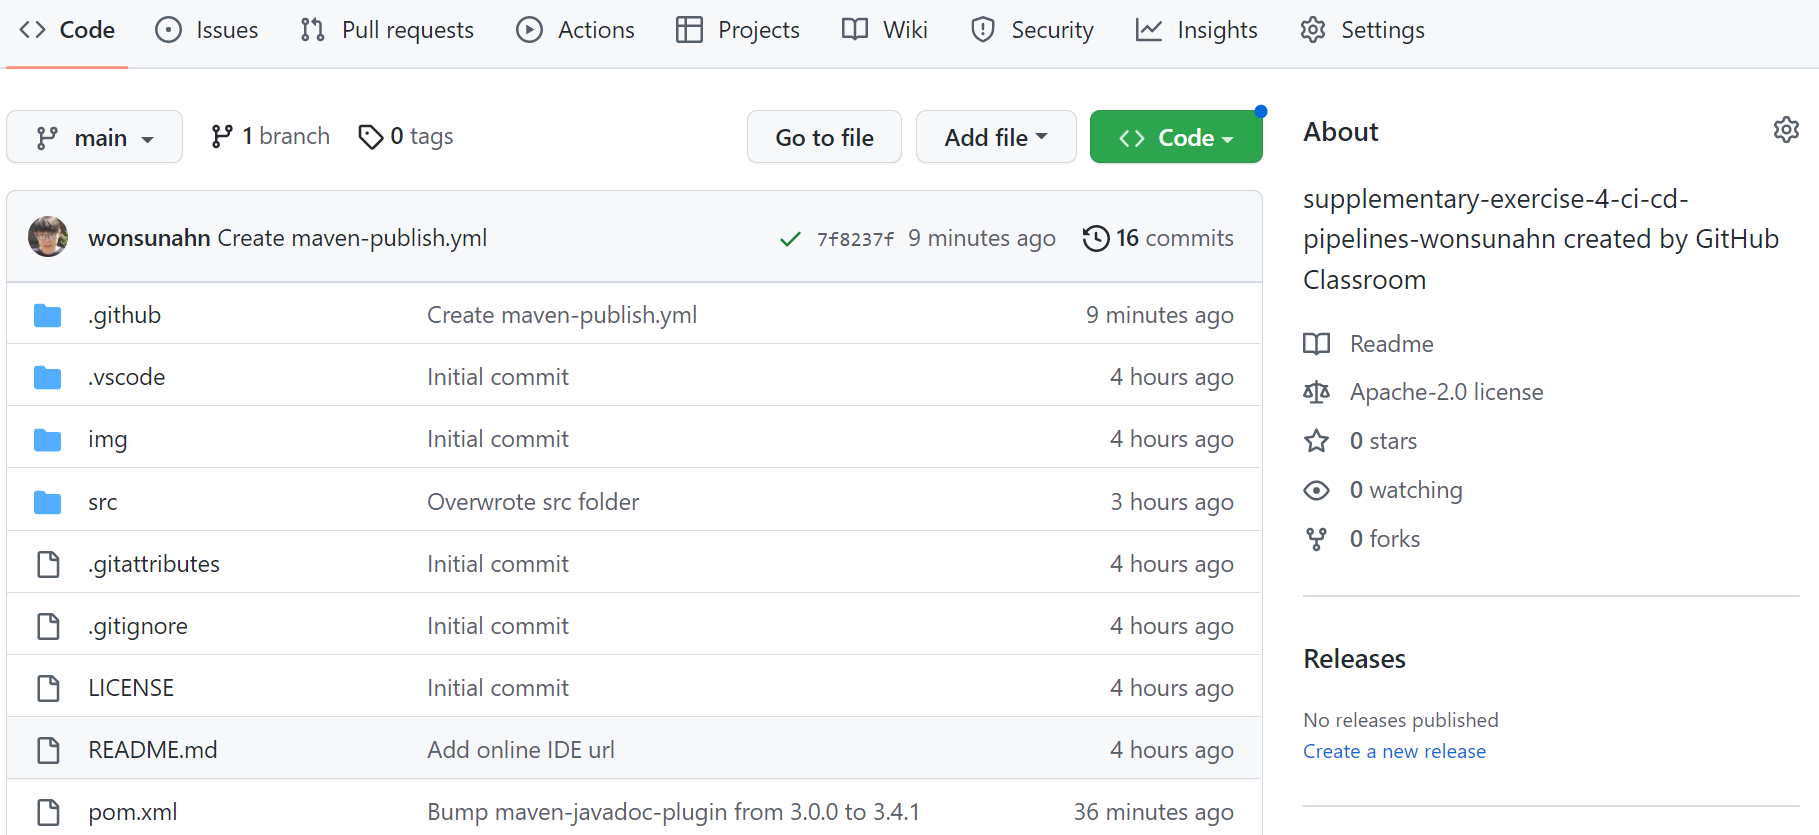 Code Issues Pull requests Actions Projects Wiki Security Insights Settings
main 1 branch 0 tags Go to file Add file Code
wonsunahn Create maven-publish.yml 7f8237f 9 minutes ago 16 commits
.github Create maven-publish.yml 9 minutes ago
.vscode Initial commit 4 hours ago
img Initial commit 4 hours ago
src Overwrote src folder 3 hours ago
.gitattributes Initial commit 4 hours ago
.gitignore Initial commit 4 hours ago
LICENSE Initial commit 4 hours ago
README.md Add online IDE url 4 hours ago
pom.xml Bump maven-javadoc-plugin from 3.0.0 to 3.4.1 36 minutes ago
About
supplementary-exercise-4-ci-cd-
pipelines-wonsunahn created by GitHub
Classroom
Readme
Apache-2.0 license
0 stars
0 watching
0 forks
Releases
No releases published
Create a new release